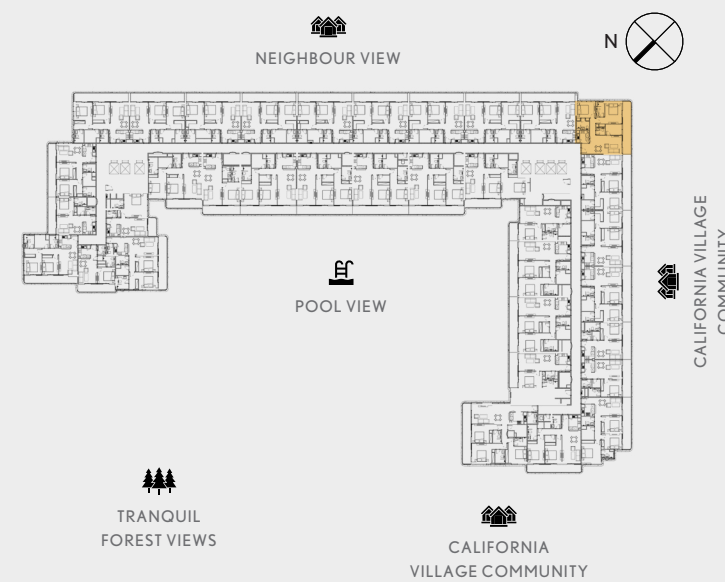 N
NEIGHBOUR VIEW
CALIFORNIA VILLAGE
COMMUNITY
POOL VIEW
TRANQUIL
FOREST VIEWS
CALIFORNIA
VILLAGE COMMUNITY